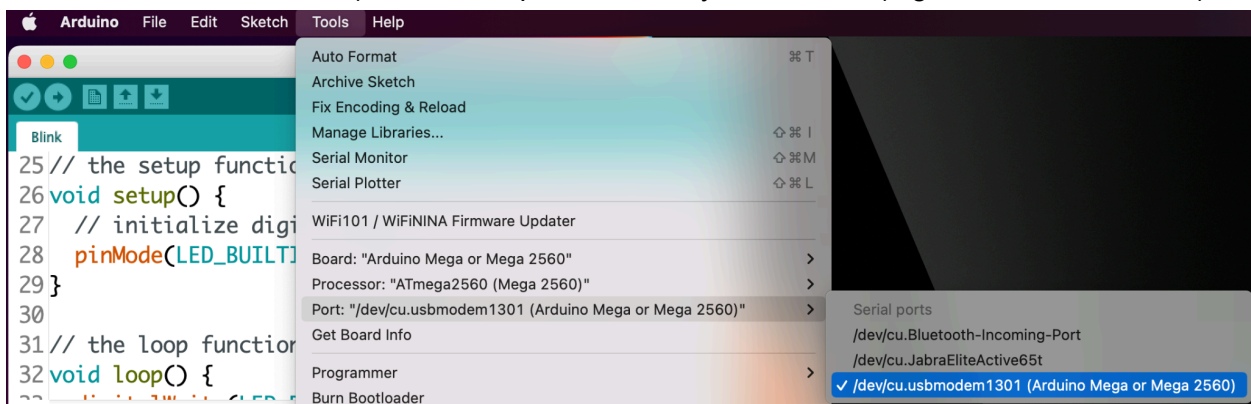 Arduino File Edit Sketch Tools Help
Auto Format ⌘ T
Archive Sketch
Fix Encoding & Reload
Manage Libraries... ⇧ ⌘ I
Serial Monitor ⇧ ⌘ M
Serial Plotter ⇧ ⌘ L
WiFi101 / WiFiNINA Firmware Updater
Board: "Arduino Mega or Mega 2560"
Processor: "ATmega2560 (Mega 2560)"
Port: "/dev/cu.usbmodem1301 (Arduino Mega or Mega 2560)"
Get Board Info
Programmer
Burn Bootloader
Serial ports
/dev/cu.Bluetooth-Incoming-Port
/dev/cu.JabraEliteActive65t
✓ /dev/cu.usbmodem1301 (Arduino Mega or Mega 2560)
Blink
25 // the setup functio
26 void setup() {
27 // initialize digi
28 pinMode(LED_BUILTI
29 }
30
31 // the loop function
32 void loop() {